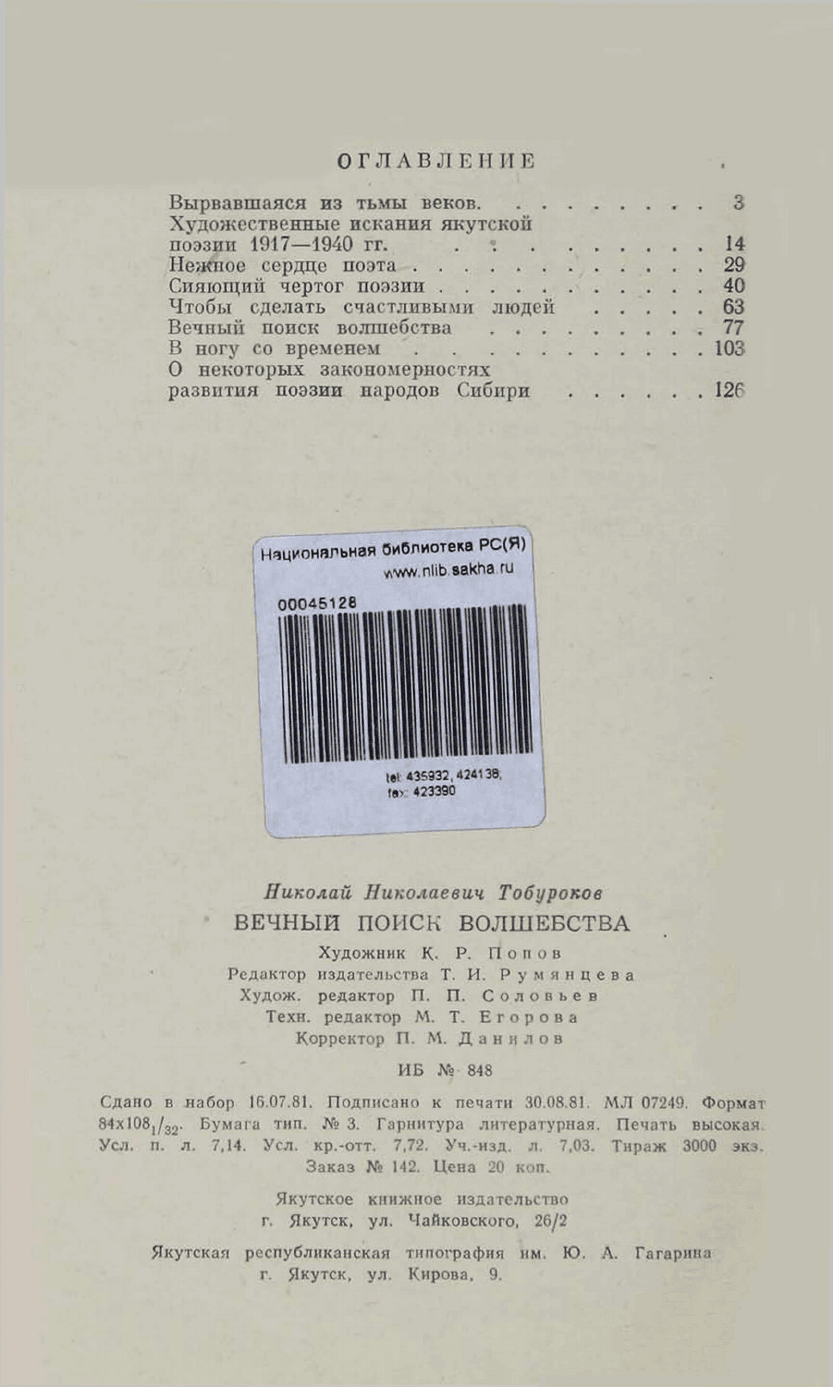 ОГЛАВЛЕНИЕ
Вырвавшаяся из тьмы веков. . . . . . . . . 3
Художественные искания якутской
поэзии 1917—1940 гг. . . . . . . . . . . 14
Нежное сердце поэта . . . . . . . . . . . . 29
Сияющий чертог поэзии . . . . . . . . . . . 40
Чтобы сделать счастливыми людей . . . . . 63
Вечный поиск волшебства . . . . . . . . . 77
В ногу со временем . . . . . . . . . . . 103
О некоторых закономерностях
развития поэзии народов Сибири . . . . . . 126
Национальная библиотека РС(Я)
www.nlib.sakha.ru
00045128
tel: 435932, 424138,
fax: 423390
Николай Николаевич Тобуроков
ВЕЧНЫЙ ПОИСК ВОЛШЕБСТВА
Художник К. Р. Попов
Редактор издательства Т. И. Румянцева
Худож. редактор П. П. Соловьев
Техн. редактор М. Т. Егорова
Корректор П. М. Данилов
ИБ № 848
Сдано в набор 16.07.81. Подписано к печати 30.08.81. МЛ 07249. Формат
84х108₁/₃₂. Бумага тип. № 3. Гарнитура литературная. Печать высокая.
Усл. п. л. 7,14. Усл. кр.-отт. 7,72. Уч.-изд. л. 7,03. Тираж 3000 экз.
Заказ № 142. Цена 20 коп.
Якутское книжное издательство
г. Якутск, ул. Чайковского, 26/2
Якутская республиканская типография им. Ю. А. Гагарина
г. Якутск, ул. Кирова, 9.